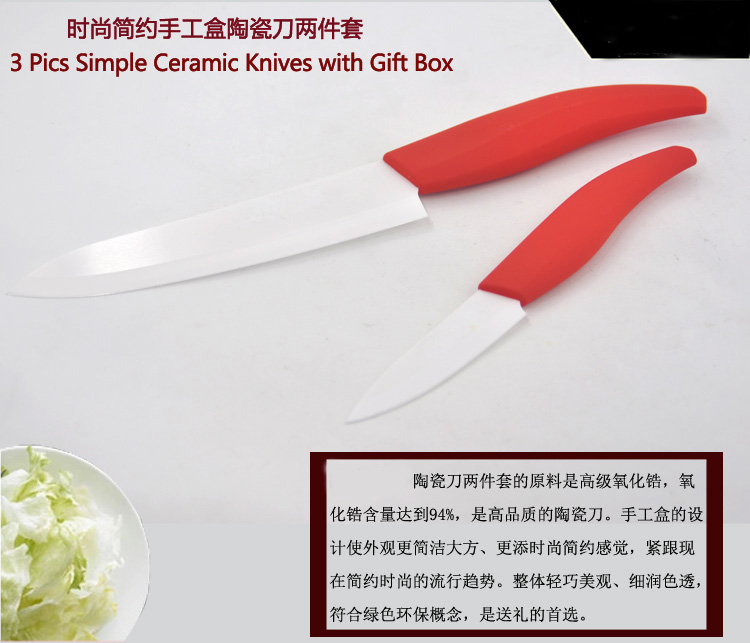 时尚简约手工盒陶瓷刀两件套
3 Pics Simple Ceramic Knives with Gift Box
陶瓷刀两件套的原料是高级氧化锆，氧
化锆含量达到94%，是高品质的陶瓷刀。手工盒的设
计使外观更简洁大方、更添时尚简约感觉，紧跟现
在简约时尚的流行趋势。整体轻巧美观、细润色透，
符合绿色环保概念，是送礼的首选。